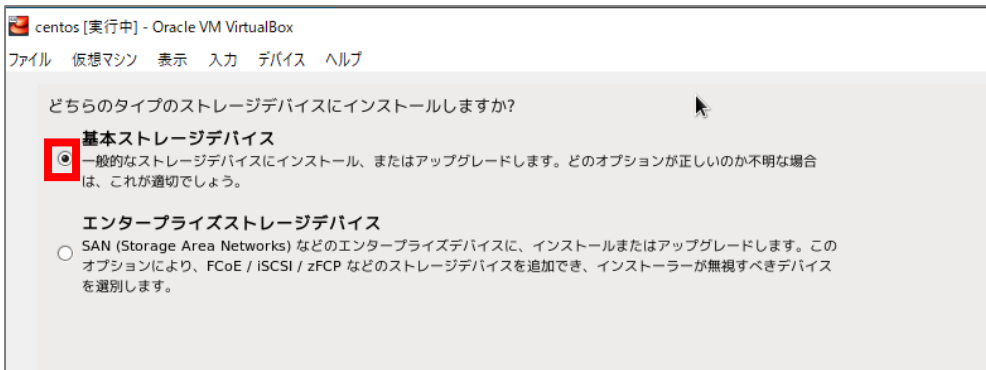 centos [実行中] - Oracle VM VirtualBox
ファイル 仮想マシン 表示 入力 デバイス ヘルプ
どちらのタイプのストレージデバイスにインストールしますか?
基本ストレージデバイス
一般的なストレージデバイスにインストール、またはアップグレードします。どのオプションが正しいのか不明な場合
は、これが適切でしょう。
エンタープライズストレージデバイス
SAN (Storage Area Networks) などのエンタープライズデバイスに、インストールまたはアップグレードします。この
オプションにより、FCoE / iSCSI / zFCP などのストレージデバイスを追加でき、インストーラーが無視すべきデバイス
を選別します。